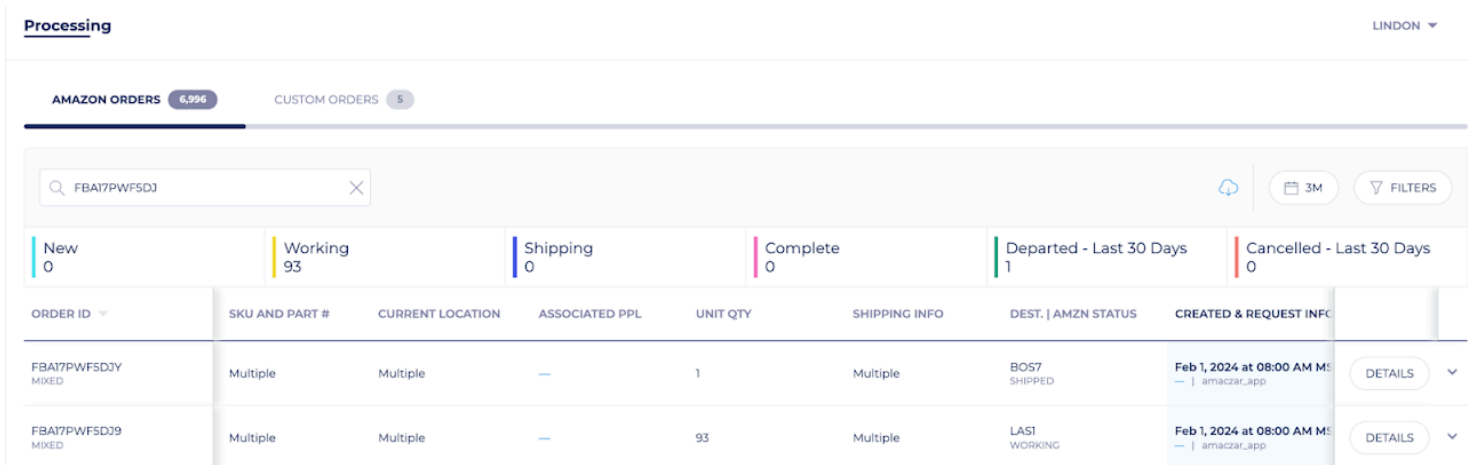 Processing
LINDON
AMAZON ORDERS 6,996 CUSTOM ORDERS 5
FBA17PWF5DJ 3M FILTERS
New Working Shipping Complete Departed - Last 30 Days Cancelled - Last 30 Days
0 93 0 0 1 0
ORDER ID SKU AND PART # CURRENT LOCATION ASSOCIATED PPL UNIT QTY SHIPPING INFO DEST. | AMZN STATUS CREATED & REQUEST INFO
FBA17PWF5DJY Multiple Multiple — 1 Multiple BOS7 Feb 1, 2024 at 08:00 AM MS DETAILS
MIXED SHIPPED — | amaczar_app
FBA17PWF5DJ9 Multiple Multiple — 93 Multiple LAS1 Feb 1, 2024 at 08:00 AM MS DETAILS
MIXED WORKING — | amaczar_app